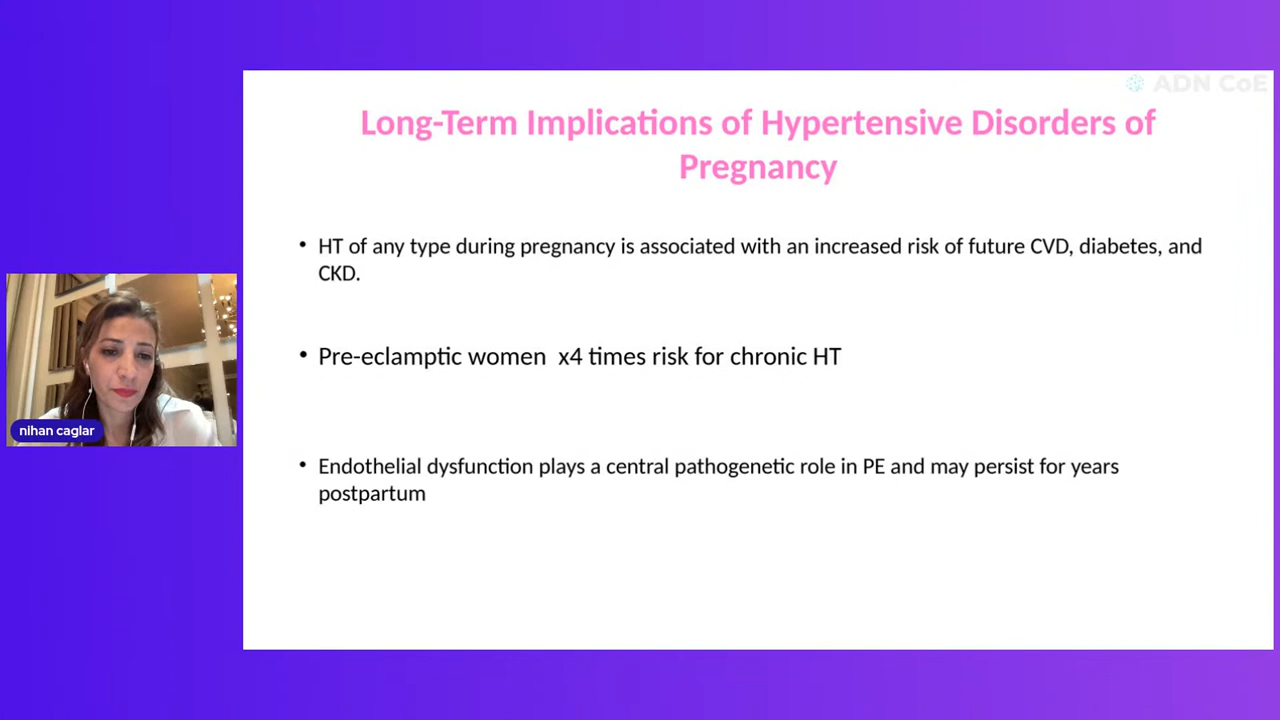 ADN CoE
Long-Term Implications of Hypertensive Disorders of
Pregnancy
• HT of any type during pregnancy is associated with an increased risk of future CVD, diabetes, and
CKD.
• Pre-eclamptic women  x4 times risk for chronic HT
• Endothelial dysfunction plays a central pathogenetic role in PE and may persist for years
postpartum
nihan caglar